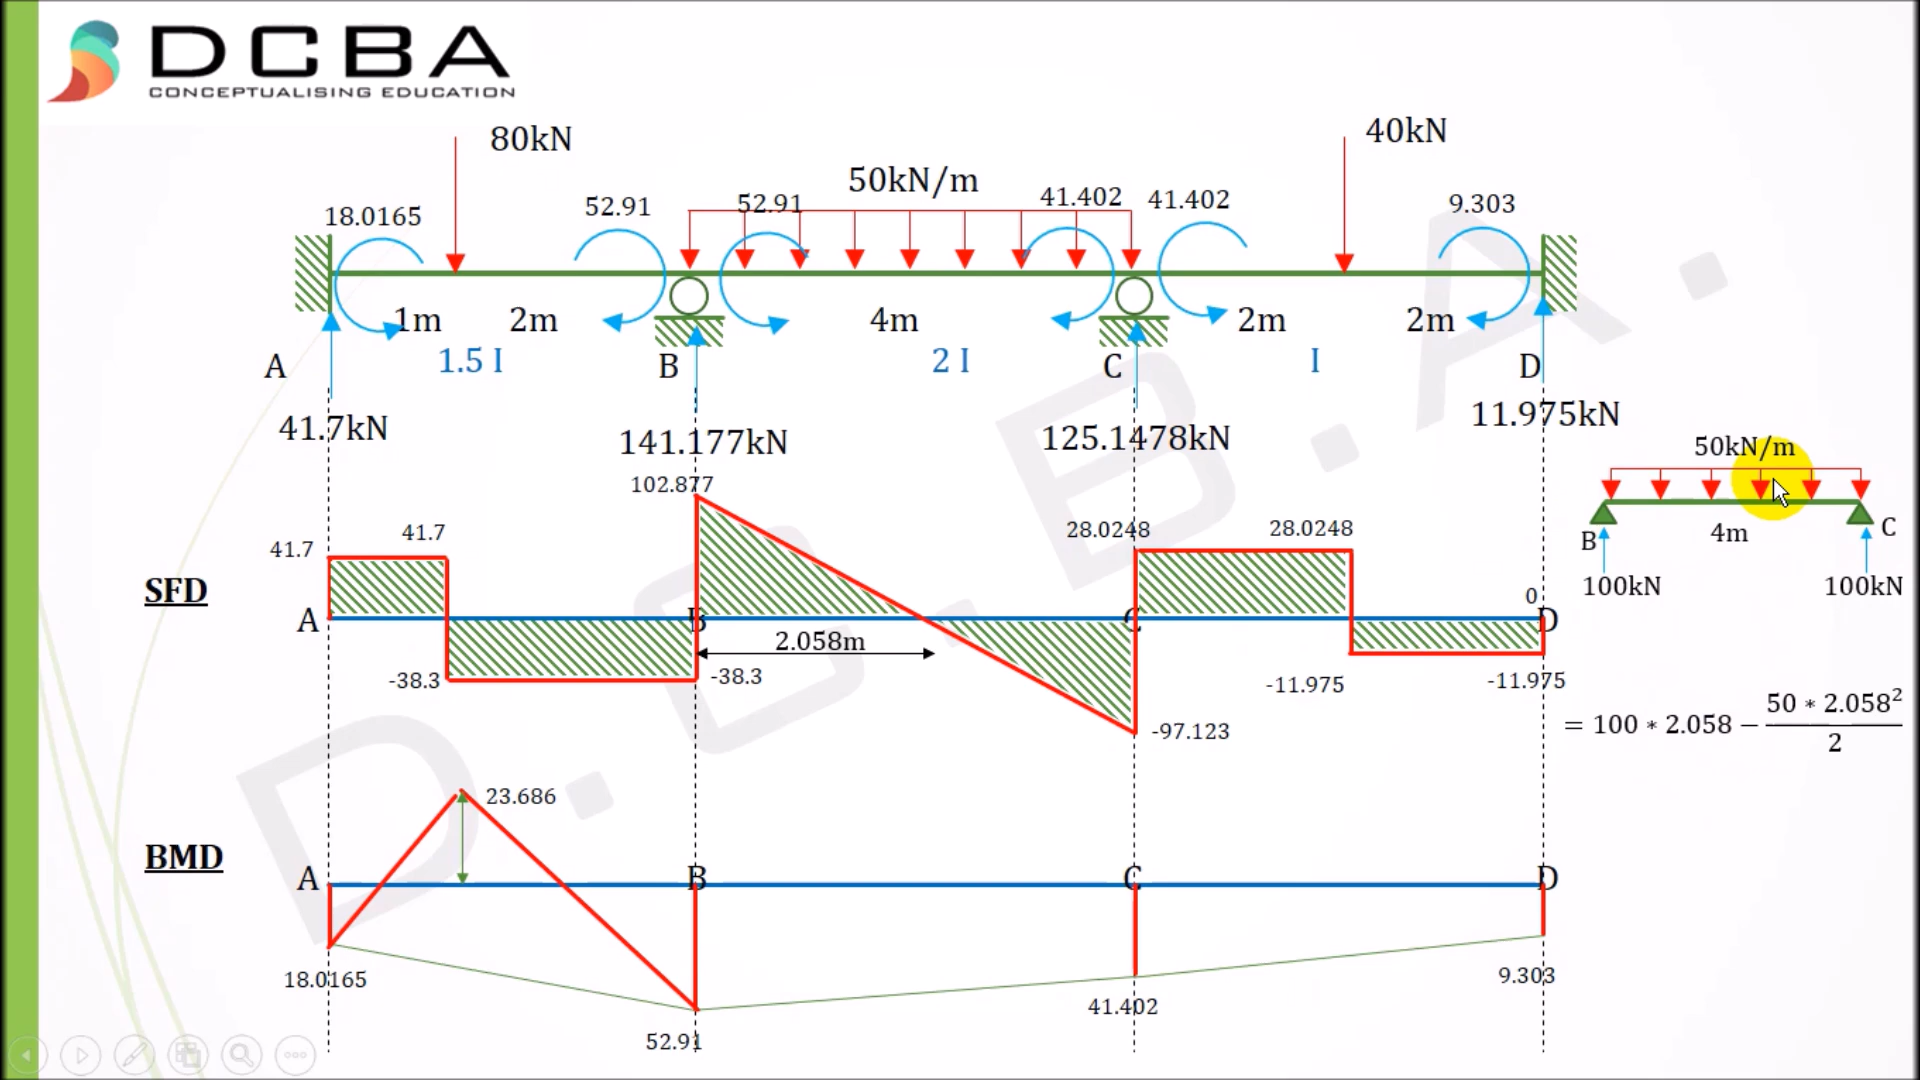 DCBA
CONCEPTUALISING EDUCATION
80kN
40kN
50kN/m
18.0165
52.91
52.91
41.402
41.402
9.303
1m
2m
4m
2m
2m
A
1.5 I
B
2 I
C
I
D
41.7kN
141.177kN
125.1478kN
11.975kN
50kN/m
B
4m
C
100kN
100kN
SFD
41.7
41.7
102.877
28.0248
28.0248
0
A
B
C
D
2.058m
-38.3
-38.3
-97.123
-11.975
-11.975
= 100 * 2.058 − 50 * 2.058² / 2
BMD
23.686
A
B
C
D
18.0165
52.91
41.402
9.303
D.C.B.A.